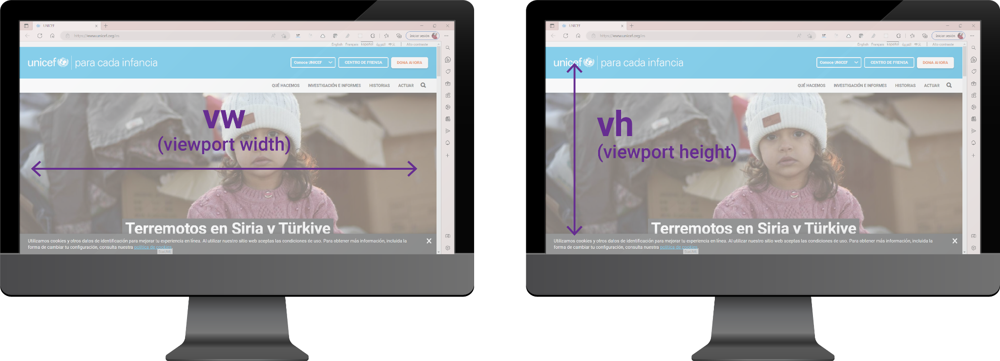 UNICEF
https://www.unicef.org/es
Iniciar sesión
English Français Español العربية 中文 Alto contraste
unicef para cada infancia
Conoce UNICEF CENTRO DE PRENSA DONA AHORA
QUÉ HACEMOS INVESTIGACIÓN E INFORMES HISTORIAS ACTUAR
vw
(viewport width)
Terremotos en Siria y Türkiye
Utilizamos cookies y otros datos de identificación para mejorar tu experiencia en línea. Al utilizar nuestro sitio web aceptas las condiciones de uso. Para obtener más información, incluida la
forma de cambiar tu configuración, consulta nuestra política de cookies.
StarUML
UNICEF
https://www.unicef.org/es
Iniciar sesión
English Français Español العربية 中文 Alto contraste
unicef para cada infancia
Conoce UNICEF CENTRO DE PRENSA DONA AHORA
QUÉ HACEMOS INVESTIGACIÓN E INFORMES HISTORIAS ACTUAR
vh
(viewport height)
Terremotos en Siria y Türkiye
Utilizamos cookies y otros datos de identificación para mejorar tu experiencia en línea. Al utilizar nuestro sitio web aceptas las condiciones de uso. Para obtener más información, incluida la
forma de cambiar tu configuración, consulta nuestra política de cookies.
StarUML